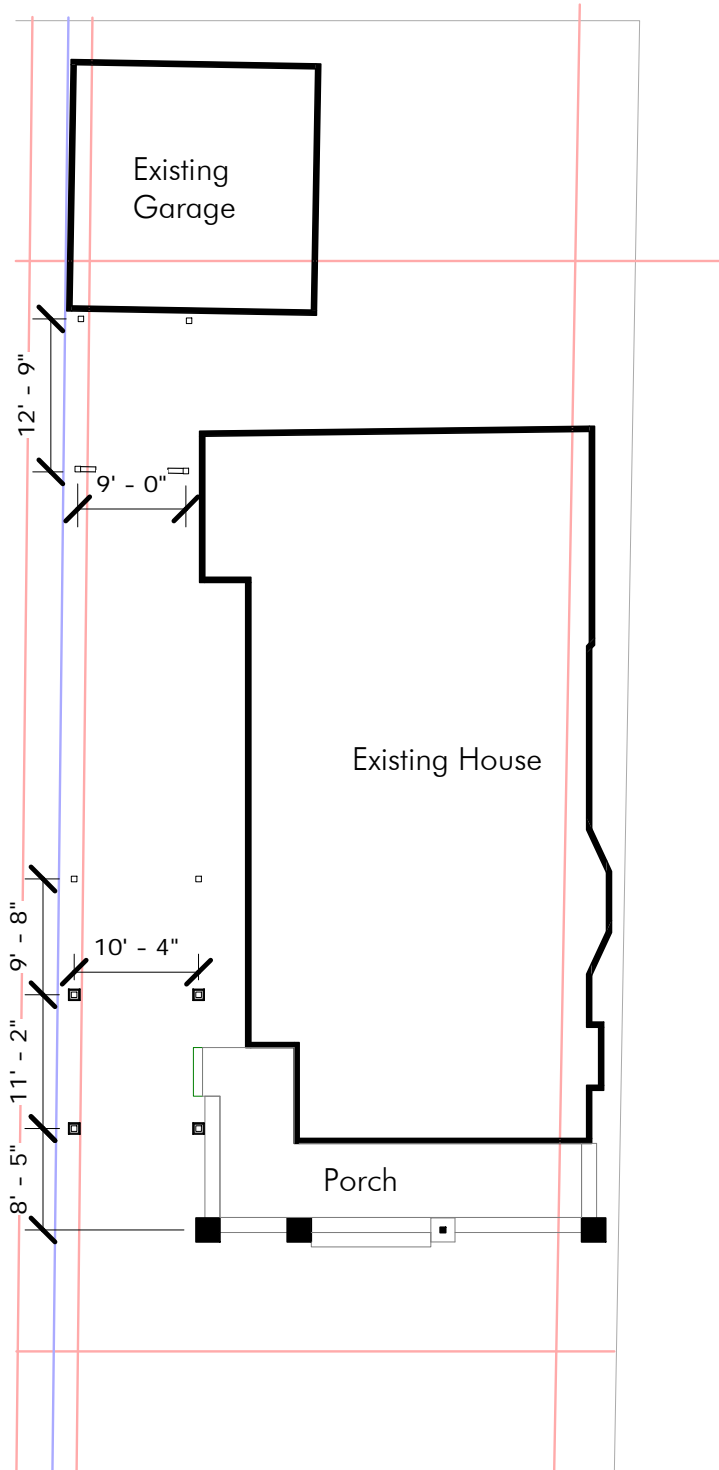 Existing
Garage
12' - 9"
9' - 0"
Existing House
9' - 8"
10' - 4"
11' - 2"
8' - 5"
Porch